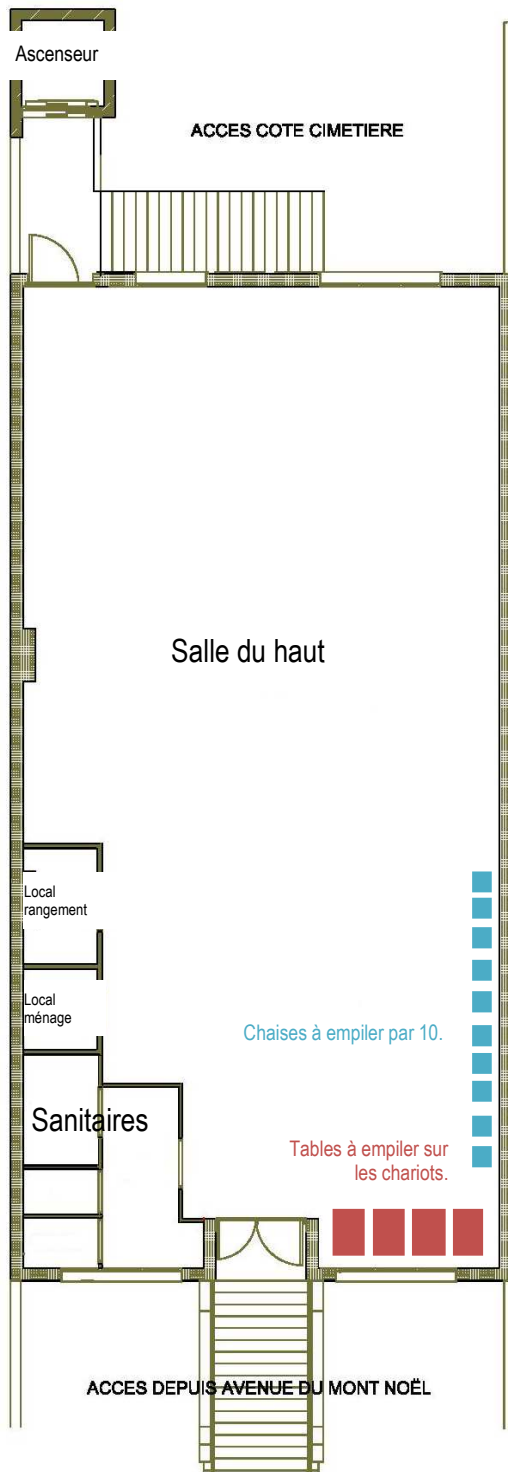 Ascenseur
ACCES COTE CIMETIERE
Salle du haut
Local
rangement
Local
ménage
Chaises à empiler par 10.
Sanitaires
Tables à empiler sur
les chariots.
ACCES DEPUIS AVENUE DU MONT NOËL